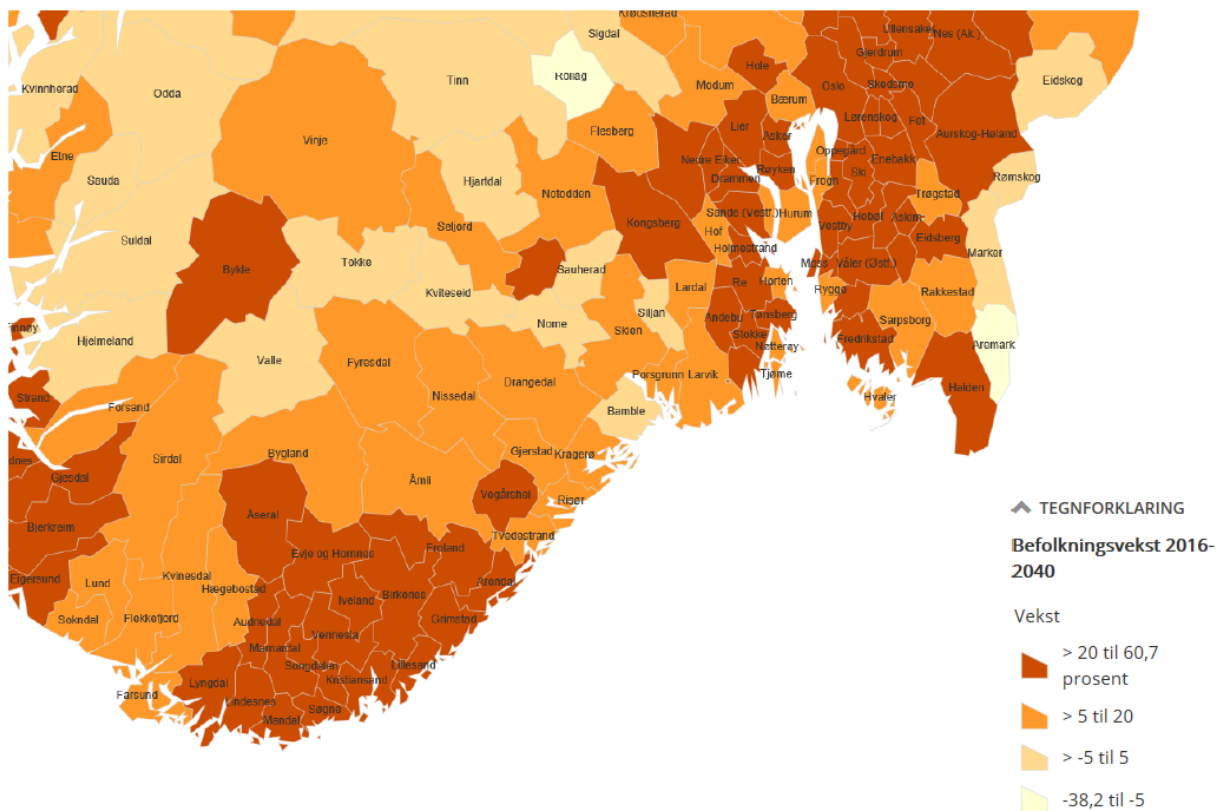 Krødsherad
Sigdal
Ullensaker
Nes (Ak.)
Gjerdrum
Hole
Rollag
Tinn
Eidskog
Kvinnherad
Odda
Modum
Bærum
Oslo
Skedsmo
Lørenskog
Fet
Lier
Asker
Flesberg
Aurskog-Høland
Vinje
Etne
Oppegård
Enebakk
Nedre Eiker
Røyken
Ski
Drammen
Frogn
Rømskog
Trøgstad
Sauda
Hjartdal
Notodden
Sande (Vestf.)
Hurum
Hobøl
Askim
Kongsberg
Vestby
Seljord
Hof
Eidsberg
Suldal
Holmestrand
Marker
Tokke
Bykle
Sauherad
Moss
Våler (Østf.)
Re
Horten
Lardal
Rygge
Rakkestad
Kviteseid
Siljan
Andebu
Tønsberg
Sarpsborg
Nome
Skien
Stokke
Fredrikstad
Hjelmeland
Aremark
Nøtterøy
Valle
Fyresdal
Porsgrunn
Larvik
Tjøme
Drangedal
Halden
Nissedal
Hvaler
Strand
Forsand
Bamble
Sirdal
Bygland
Gjerstad
Kragerø
Gjesdal
Åmli
Vegårshei
Risør
Åseral
Bjerkreim
Tvedestrand
Froland
Evje og Hornnes
Eigersund
Lund
Kvinesdal
Arendal
Hægebostad
Birkenes
Iveland
Sokndal
Flekkefjord
Audnedal
Grimstad
Vennesla
Marnardal
Songdalen
Lillesand
Kristiansand
Lyngdal
Farsund
Lindesnes
Søgne
Mandal
TEGNFORKLARING
Befolkningsvekst 2016-
2040
Vekst
> 20 til 60,7
prosent
> 5 til 20
> -5 til 5
-38,2 til -5